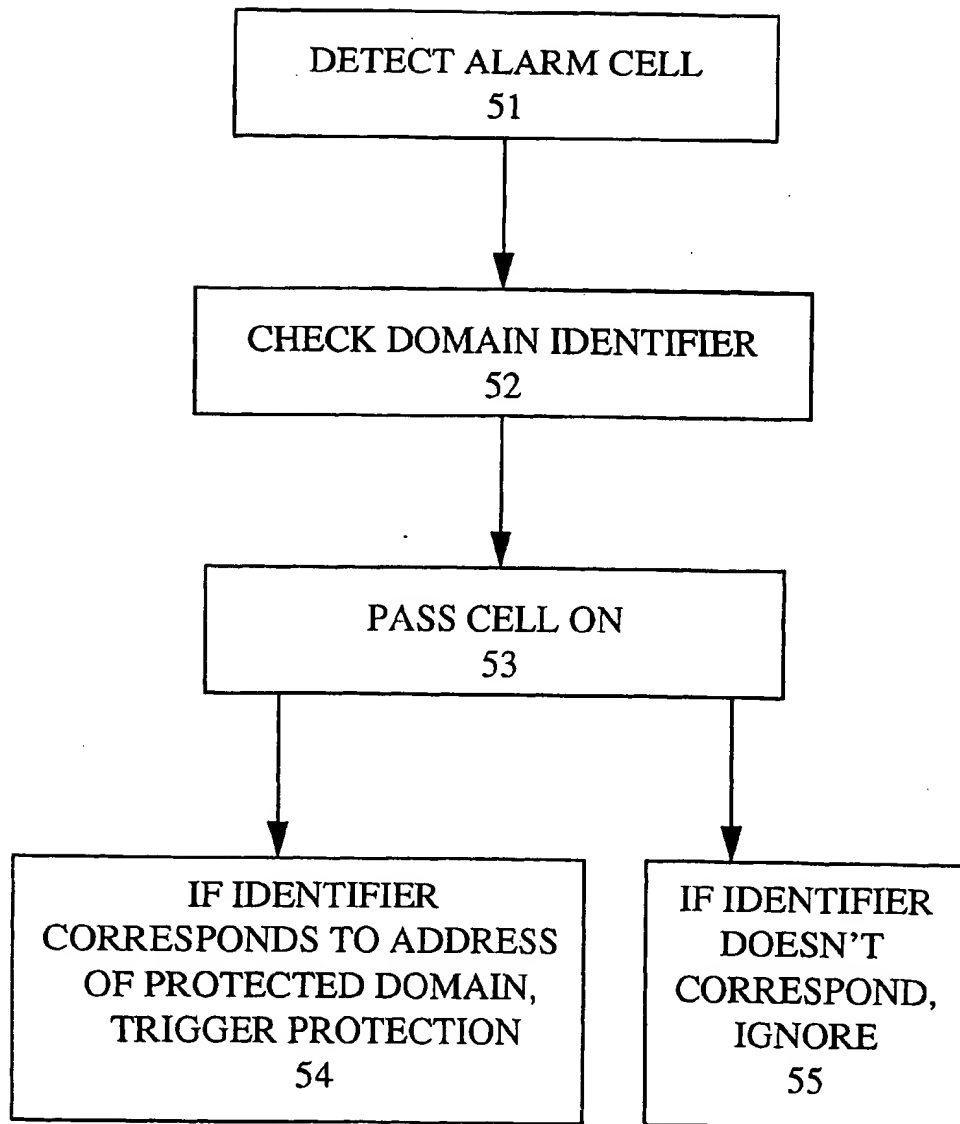 DETECT ALARM CELL
51
CHECK DOMAIN IDENTIFIER
52
PASS CELL ON
53
IF IDENTIFIER
CORRESPONDS TO ADDRESS
OF PROTECTED DOMAIN,
TRIGGER PROTECTION
54
IF IDENTIFIER
DOESN'T
CORRESPOND,
IGNORE
55